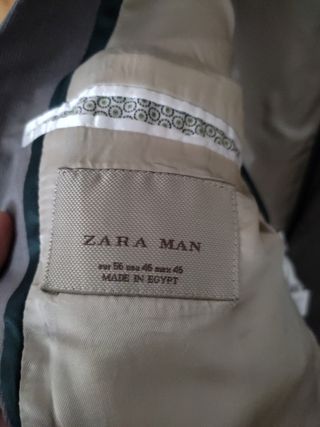 ZARA MAN
eur 56 usa 46 mex 46
MADE IN EGYPT